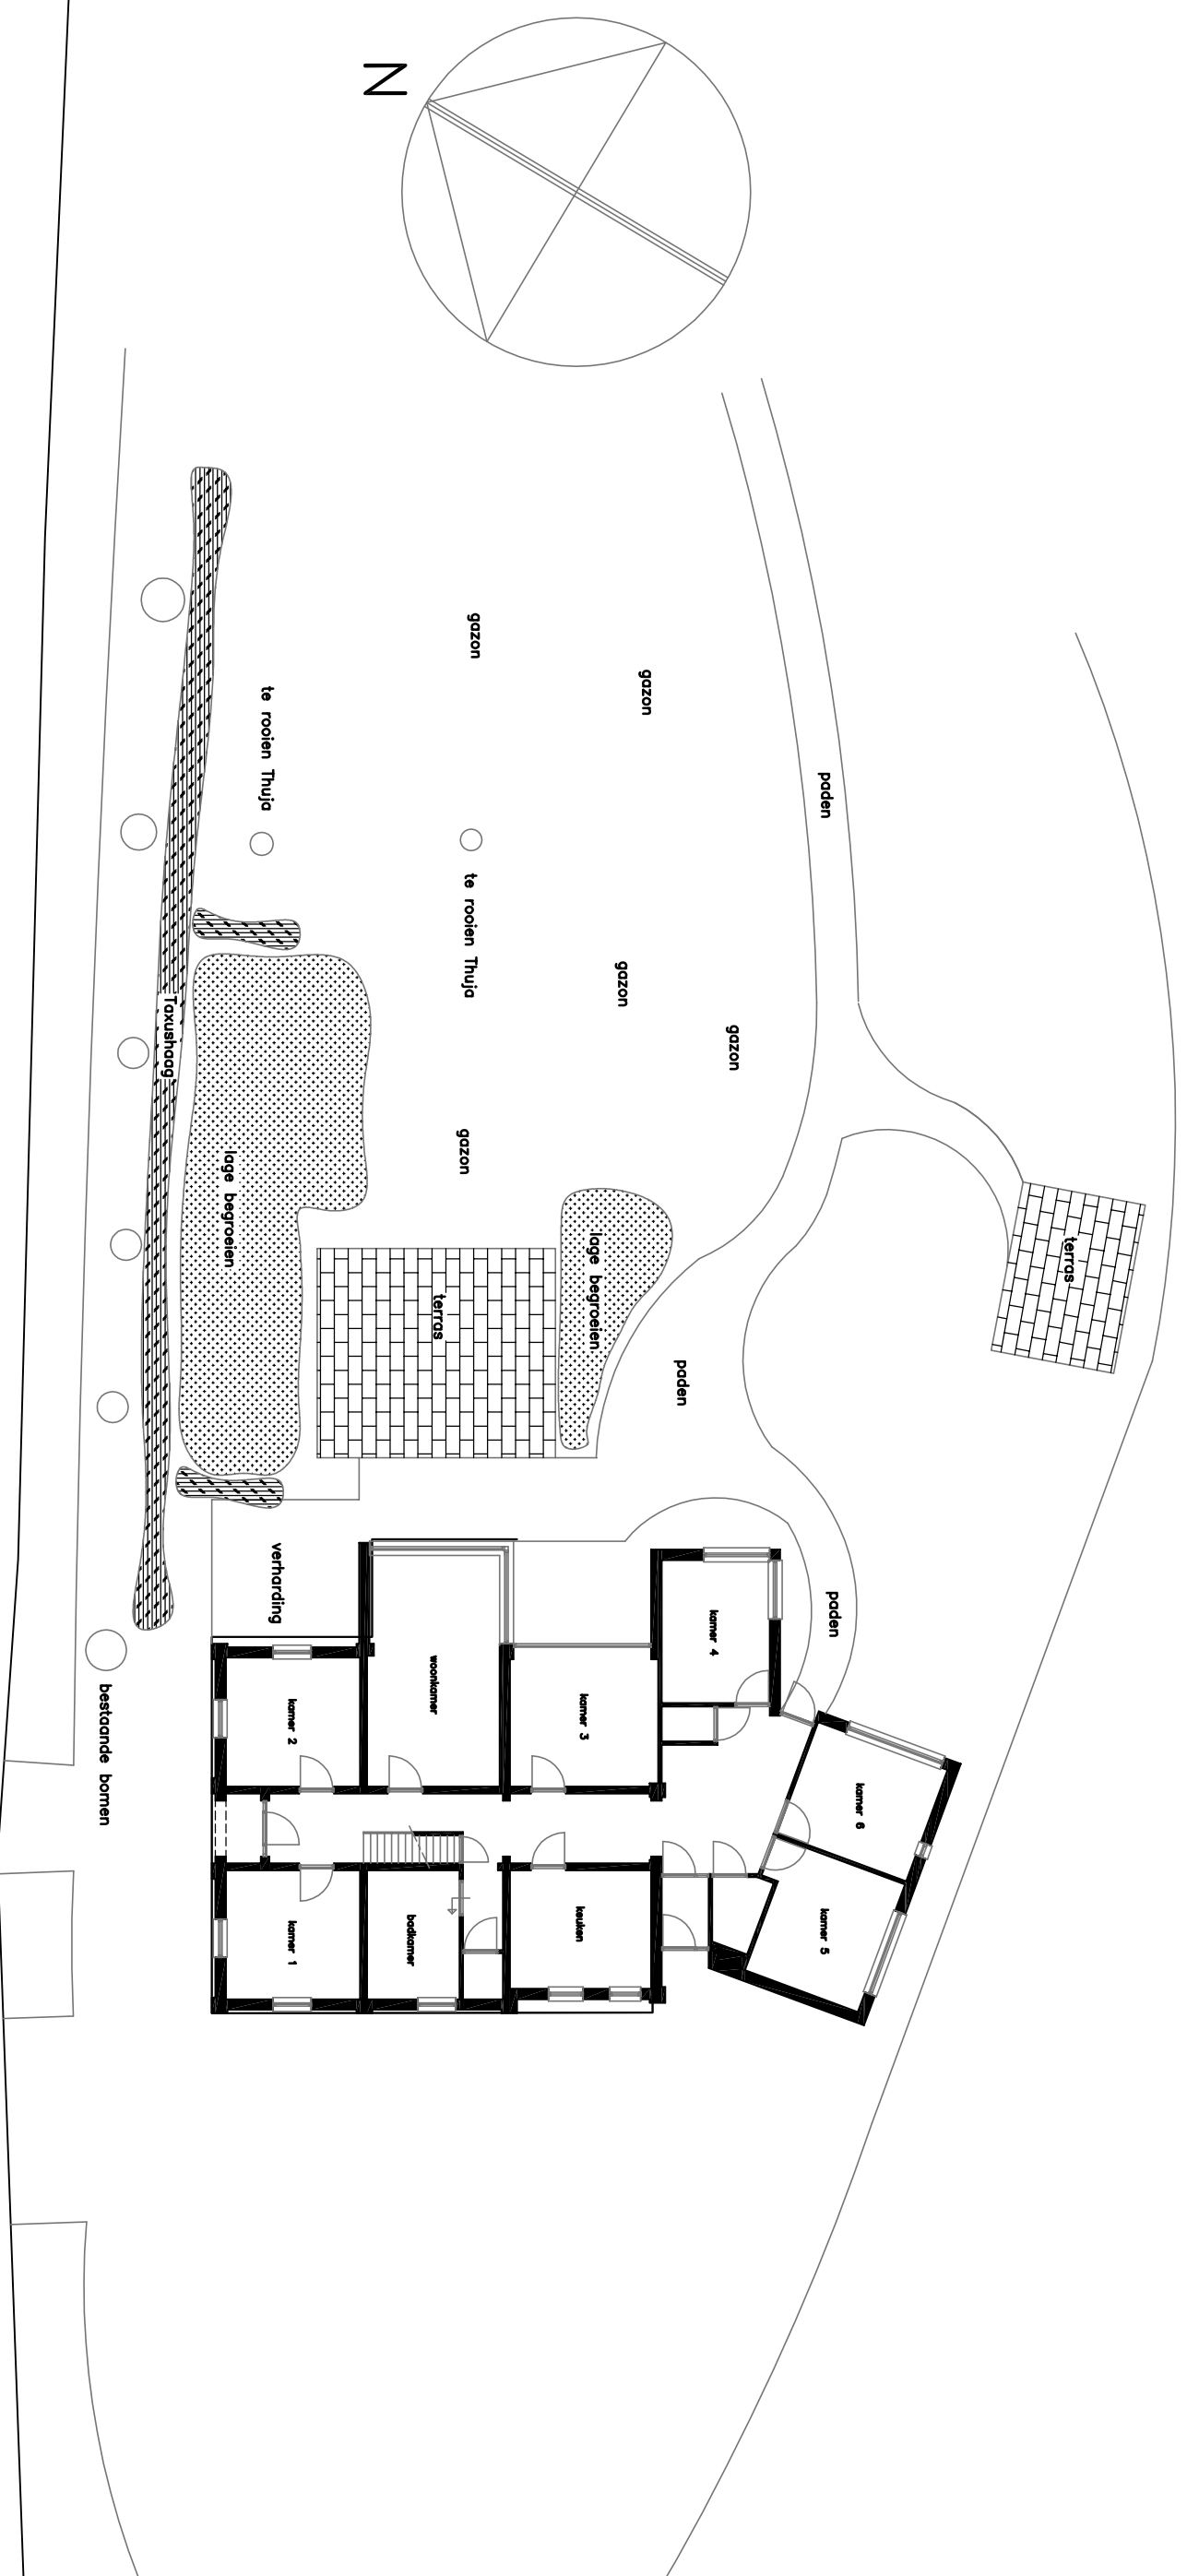 N
gazon
gazon
te rooien Thuja
paden
te rooien Thuja
gazon
Taxushaag
gazon
gazon
lage begroeien
lage begroeien
terras
terras
paden
verharding
paden
kamer 4
woonkamer
bestaande bomen
kamer 2
kamer 3
kamer 6
kamer 1
badkamer
keuken
kamer 5